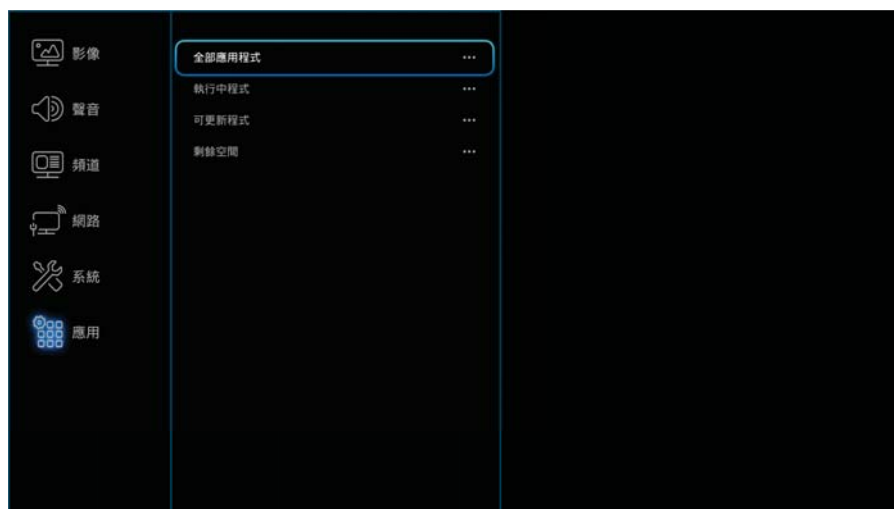 影像
聲音
頻道
網路
系統
應用
全部應用程式 ···
執行中程式 ···
可更新程式 ···
剩餘空間 ···